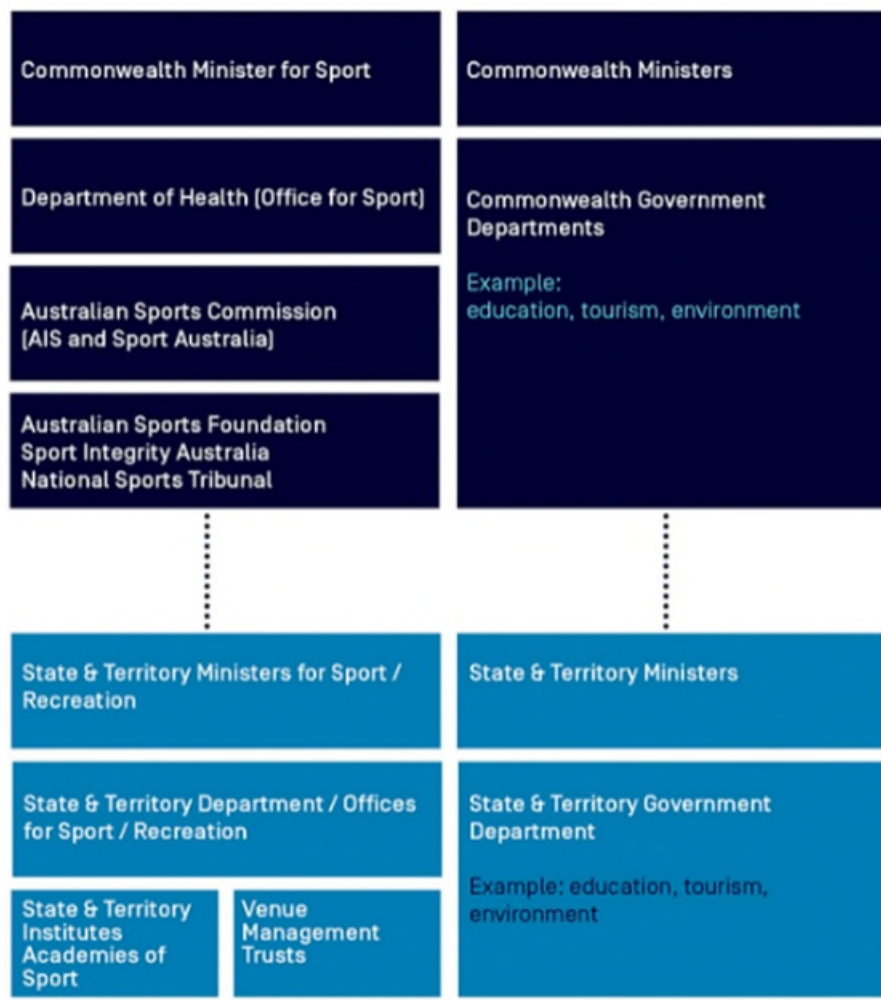 Commonwealth Minister for Sport
Commonwealth Ministers
Department of Health (Office for Sport)
Commonwealth Government
Departments
Example:
education, tourism, environment
Australian Sports Commission
(AIS and Sport Australia)
Australian Sports Foundation
Sport Integrity Australia
National Sports Tribunal
State & Territory Ministers for Sport /
Recreation
State & Territory Ministers
State & Territory Department / Offices
for Sport / Recreation
State & Territory Government
Department
Example: education, tourism,
environment
State & Territory
Institutes
Academies of
Sport
Venue
Management
Trusts